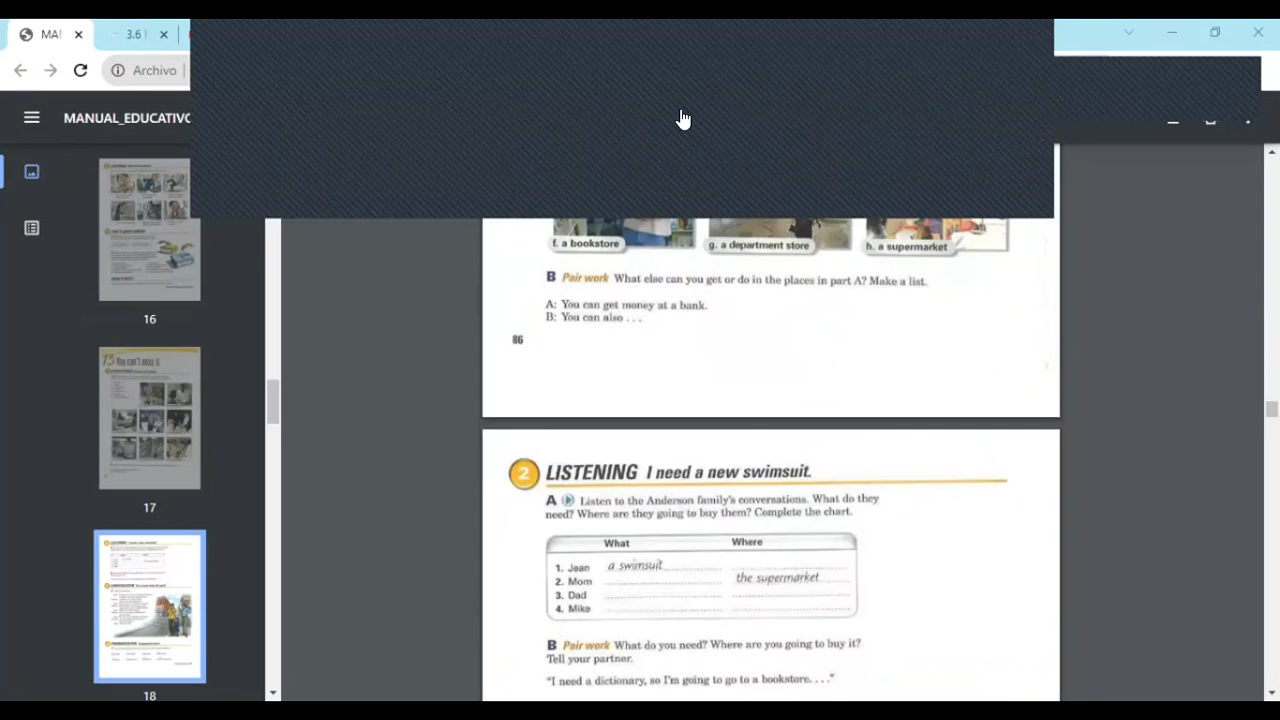 MA
3.6
Archivo
MANUAL_EDUCATIVO
16
17
18
f. a bookstore
g. a department store
h. a supermarket
B Pair work What else can you get or do in the places in part A? Make a list.
A: You can get money at a bank.
B: You can also . . .
86
2 LISTENING I need a new swimsuit.
A Listen to the Anderson family's conversations. What do they
need? Where are they going to buy them? Complete the chart.
What Where
1. Jean a swimsuit
2. Mom the supermarket
3. Dad
4. Mike
B Pair work What do you need? Where are you going to buy it?
Tell your partner.
"I need a dictionary, so I'm going to go to a bookstore. . . ."